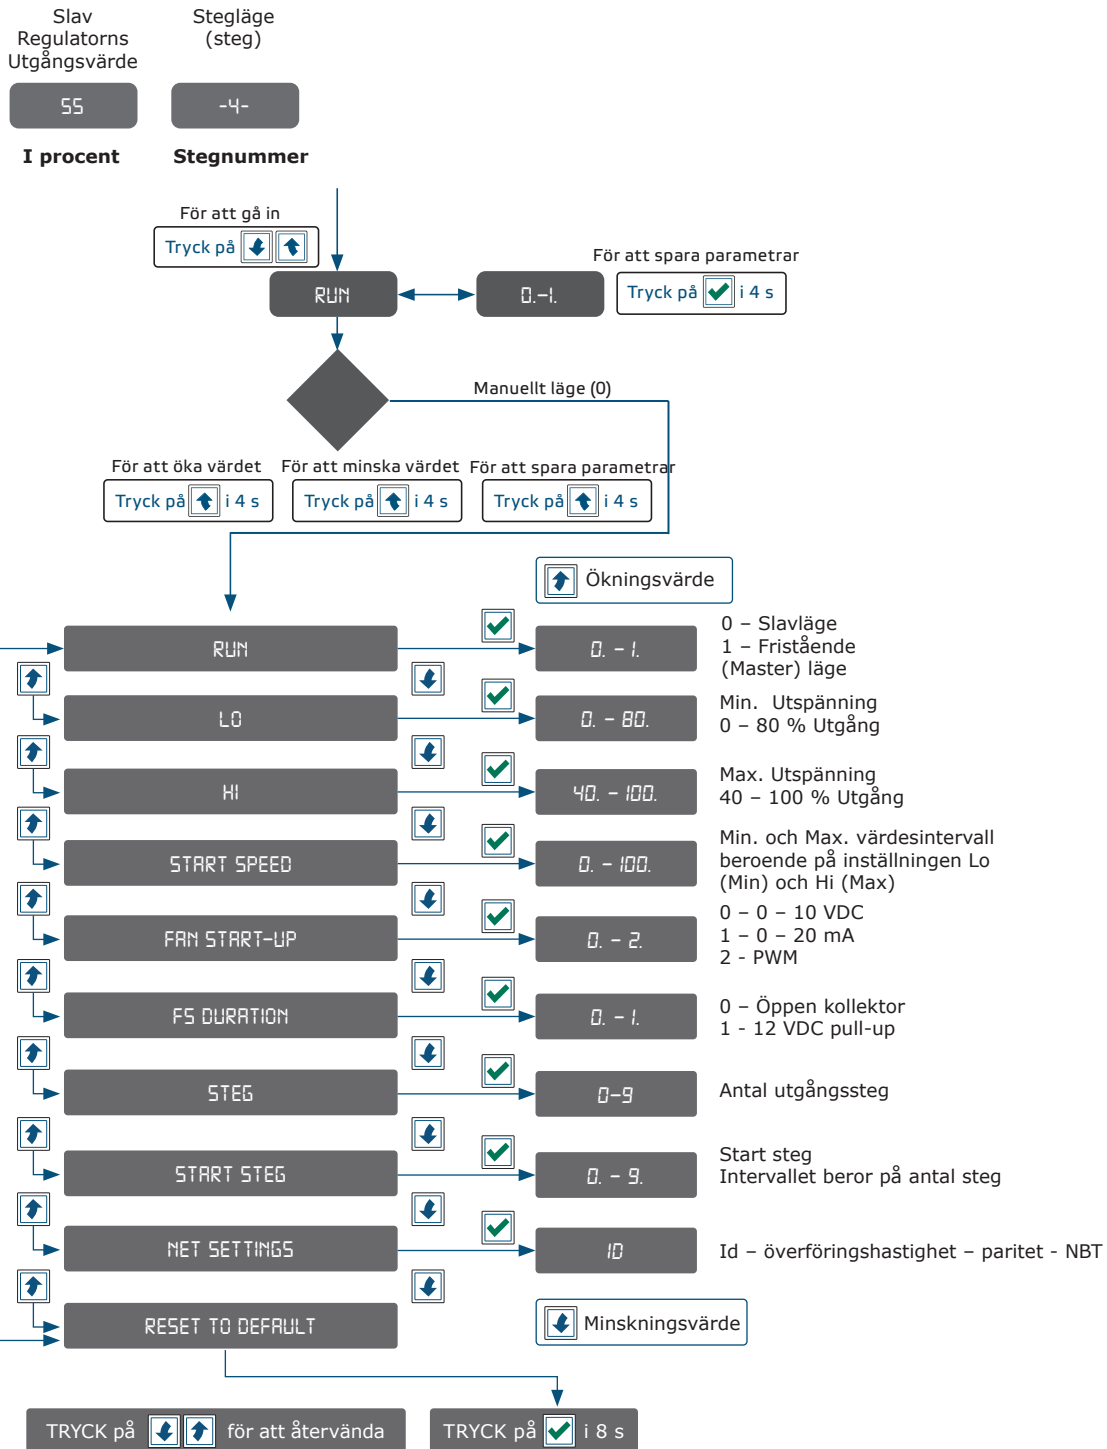 Slav
Regulatorns
Utgångsvärde
Stegläge
(steg)
55
-4-
I procent
Stegnummer
För att gå in
Tryck på
För att spara parametrar
Tryck på i 4 s
RUN
0.-1.
Manuellt läge (0)
För att öka värdet
Tryck på i 4 s
För att minska värdet
Tryck på i 4 s
För att spara parametrar
Tryck på i 4 s
Ökningsvärde
RUN
0. - 1.
0 – Slavläge
1 – Fristående
(Master) läge
LO
0. - 80.
Min. Utspänning
0 – 80 % Utgång
HI
40. - 100.
Max. Utspänning
40 – 100 % Utgång
START SPEED
0. - 100.
Min. och Max. värdesintervall
beroende på inställningen Lo
(Min) och Hi (Max)
FAN START-UP
0. - 2.
0 – 0 – 10 VDC
1 – 0 – 20 mA
2 - PWM
FS DURATION
0. - 1.
0 – Öppen kollektor
1 - 12 VDC pull-up
STEG
0-9
Antal utgångssteg
START STEG
0. - 9.
Start steg
Intervallet beror på antal steg
NET SETTINGS
ID
Id – överföringshastighet – paritet - NBT
RESET TO DEFAULT
Minskningsvärde
TRYCK på för att återvända
TRYCK på i 8 s